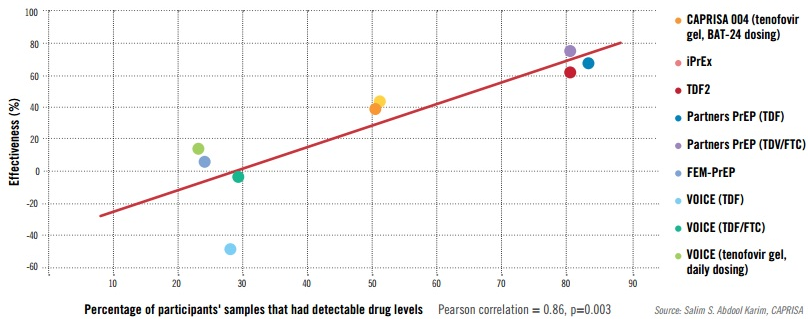 100
80
60
40
20
0
-20
-40
-60
Effectiveness (%)
10
20
30
40
50
60
70
80
90
Percentage of participants' samples that had detectable drug levels Pearson correlation = 0.86, p=0.003
CAPRISA 004 (tenofovir
gel, BAT-24 dosing)
iPrEx
TDF2
Partners PrEP (TDF)
Partners PrEP (TDV/FTC)
FEM-PrEP
VOICE (TDF)
VOICE (TDF/FTC)
VOICE (tenofovir gel,
daily dosing)
Source: Salim S. Abdool Karim, CAPRISA